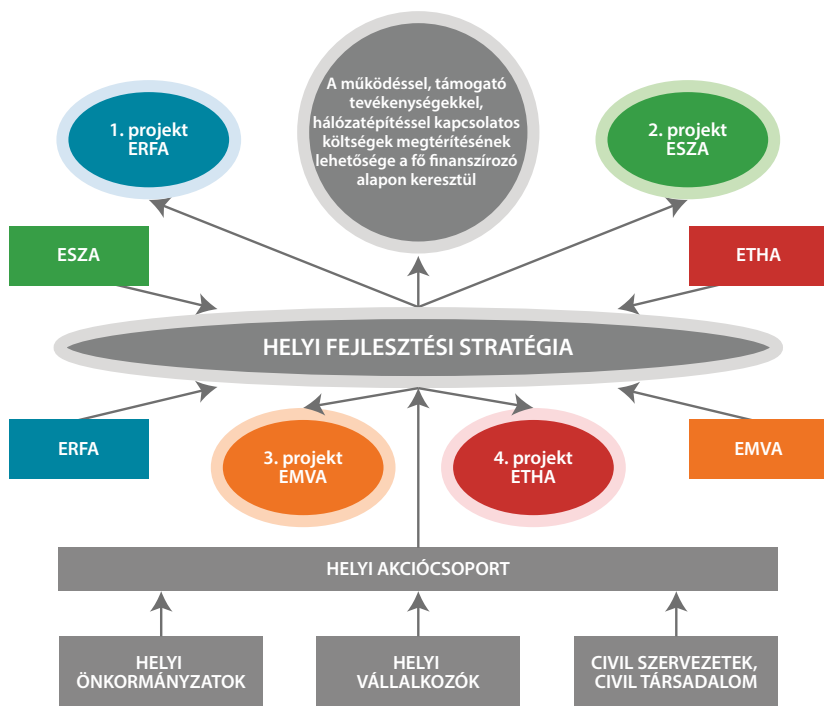 A működéssel, támogató
tevékenységekkel,
hálózatépítéssel kapcsolatos
költségek megtérítésének
lehetősége a fő finanszírozó
alapon keresztül
1. projekt
ERFA
2. projekt
ESZA
ESZA
ETHA
HELYI FEJLESZTÉSI STRATÉGIA
ERFA
3. projekt
EMVA
4. projekt
ETHA
EMVA
HELYI AKCIÓCSOPORT
HELYI
ÖNKORMÁNYZATOK
HELYI
VÁLLALKOZÓK
CIVIL SZERVEZETEK,
CIVIL TÁRSADALOM